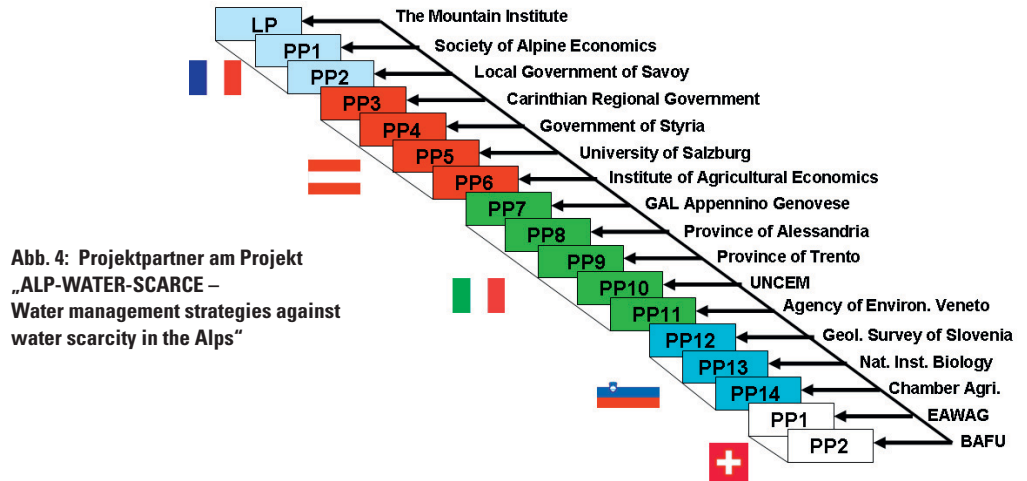 LP The Mountain Institute
PP1 Society of Alpine Economics
PP2 Local Government of Savoy
PP3 Carinthian Regional Government
PP4 Government of Styria
PP5 University of Salzburg
PP6 Institute of Agricultural Economics
PP7 GAL Appennino Genovese
PP8 Province of Alessandria
PP9 Province of Trento
PP10 UNCEM
PP11 Agency of Environ. Veneto
PP12 Geol. Survey of Slovenia
PP13 Nat. Inst. Biology
PP14 Chamber Agri.
PP1 EAWAG
PP2 BAFU
Abb. 4: Projektpartner am Projekt
„ALP-WATER-SCARCE –
Water management strategies against
water scarcity in the Alps“